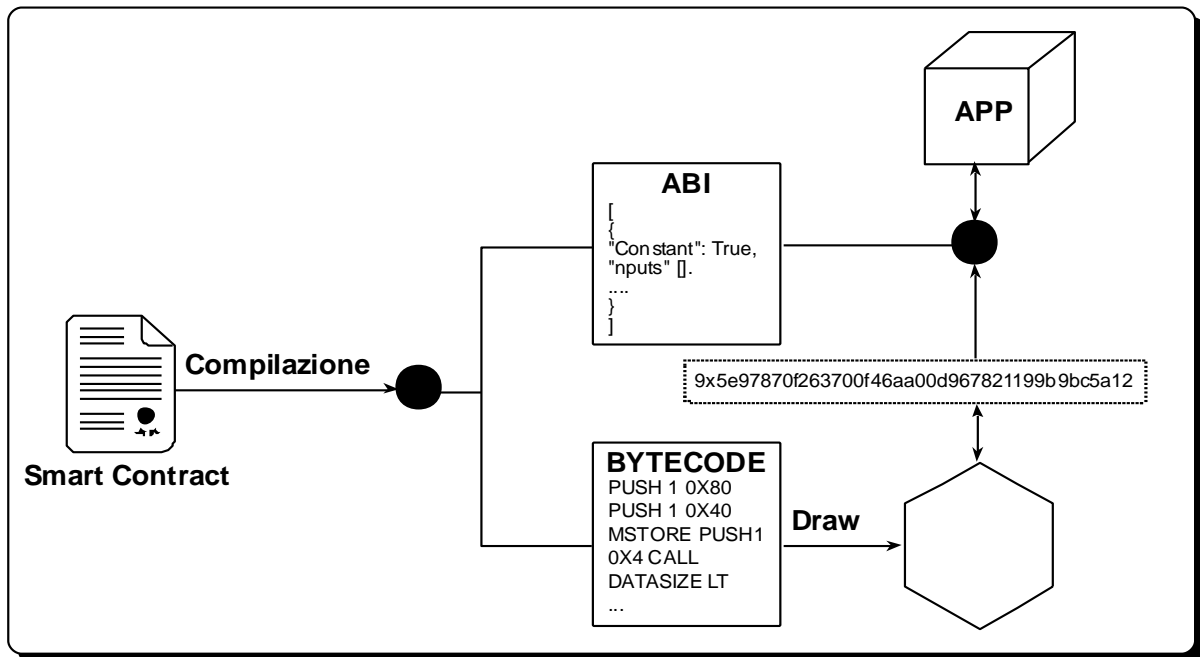 APP
ABI
[
{
"Constant": True,
"nputs" [].
....
}
]
Compilazione
9x5e97870f263700f46aa00d967821199b9bc5a12
Smart Contract
BYTECODE
PUSH 1 0X80
PUSH 1 0X40
MSTORE PUSH1
0X4 CALL
DATASIZE LT
...
Draw